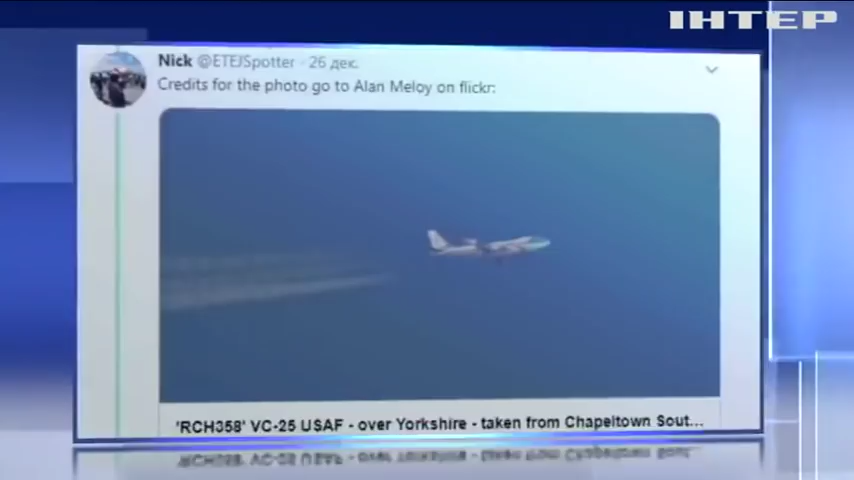 ІНТЕР
Nick @ETEJSpotter · 26 дек.
Credits for the photo go to Alan Meloy on flickr:
'RCH358' VC-25 USAF - over Yorkshire - taken from Chapeltown Sout...